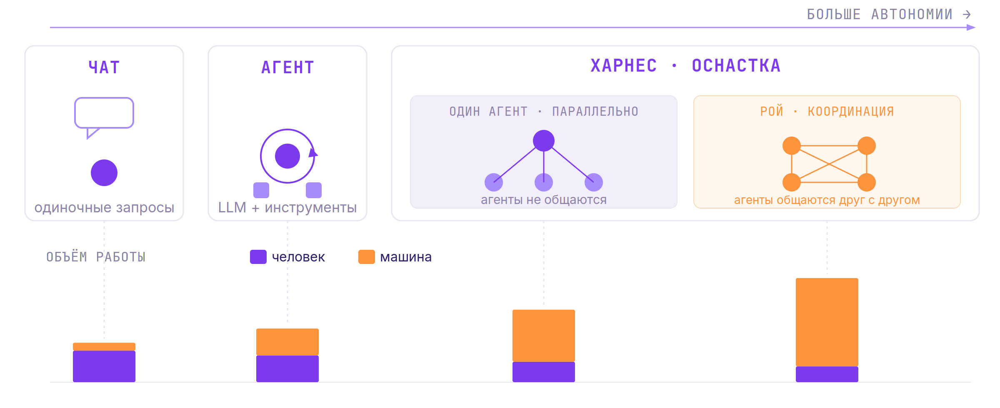 БОЛЬШЕ АВТОНОМИИ →
ЧАТ
одиночные запросы
АГЕНТ
LLM + инструменты
ХАРНЕС · ОСНАСТКА
ОДИН АГЕНТ · ПАРАЛЛЕЛЬНО
агенты не общаются
РОЙ · КООРДИНАЦИЯ
агенты общаются друг с другом
ОБЪЁМ РАБОТЫ
человек
машина